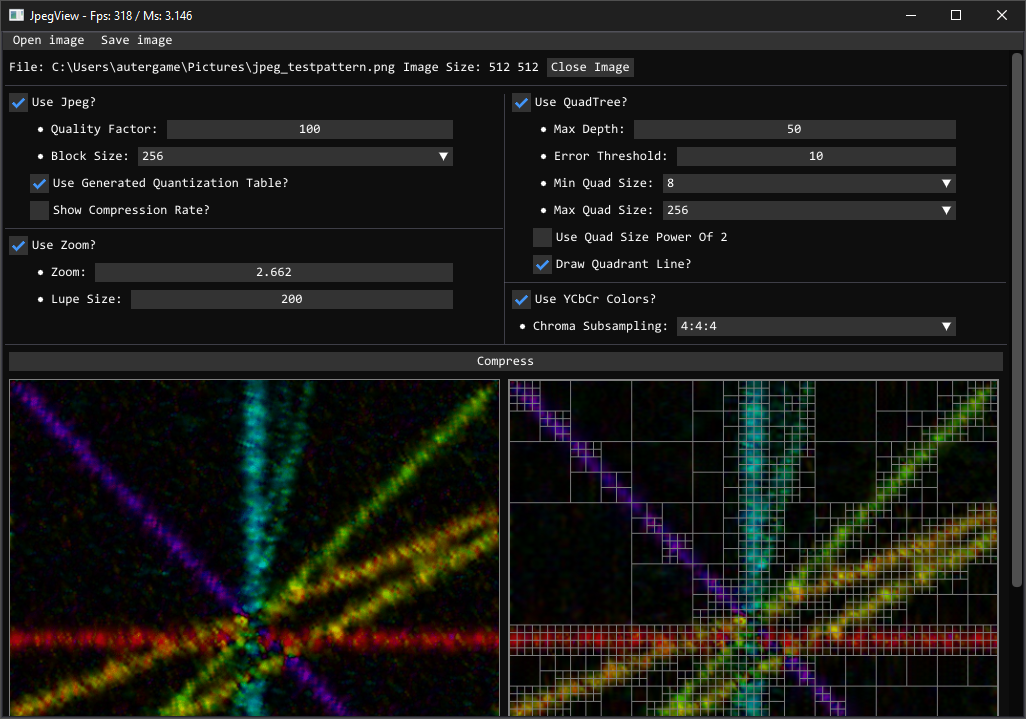 JpegView - Fps: 318 / Ms: 3.146
Open image Save image
File: C:\Users\autergame\Pictures\jpeg_testpattern.png Image Size: 512 512 Close Image
Use Jpeg?
Quality Factor: 100
Block Size: 256
Use Generated Quantization Table?
Show Compression Rate?
Use Zoom?
Zoom: 2.662
Lupe Size: 200
Use QuadTree?
Max Depth: 50
Error Threshold: 10
Min Quad Size: 8
Max Quad Size: 256
Use Quad Size Power Of 2
Draw Quadrant Line?
Use YCbCr Colors?
Chroma Subsampling: 4:4:4
Compress